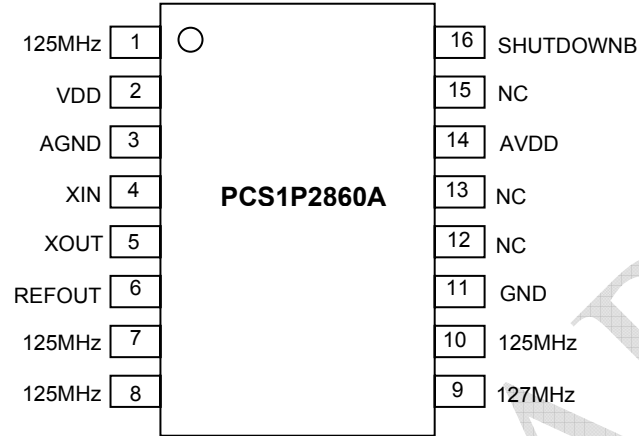 125MHz 1 16 SHUTDOWNB
VDD 2 15 NC
AGND 3 14 AVDD
XIN 4 PCS1P2860A 13 NC
XOUT 5 12 NC
REFOUT 6 11 GND
125MHz 7 10 125MHz
125MHz 8 9 127MHz